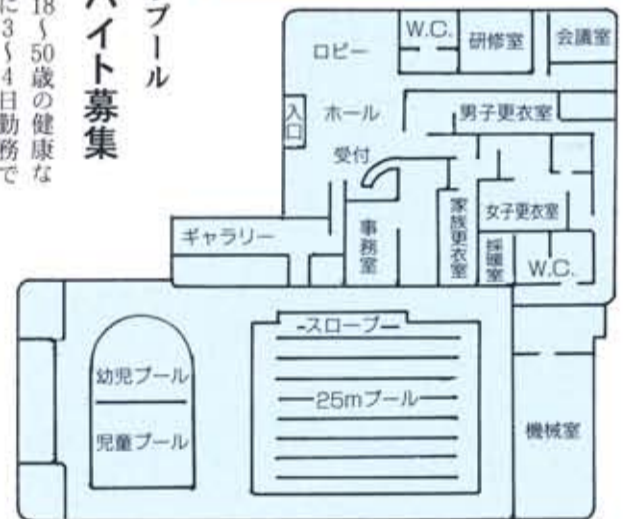 プール
バイト募集
18〜50歳の健康な
に3〜4日勤務で
ロビー
W.C.
研修室
会議室
入口
ホール
男子更衣室
受付
ギャラリー
事務室
家族更衣室
女子更衣室
採暖室
W.C.
スロープ
幼児プール
25mプール
児童プール
機械室